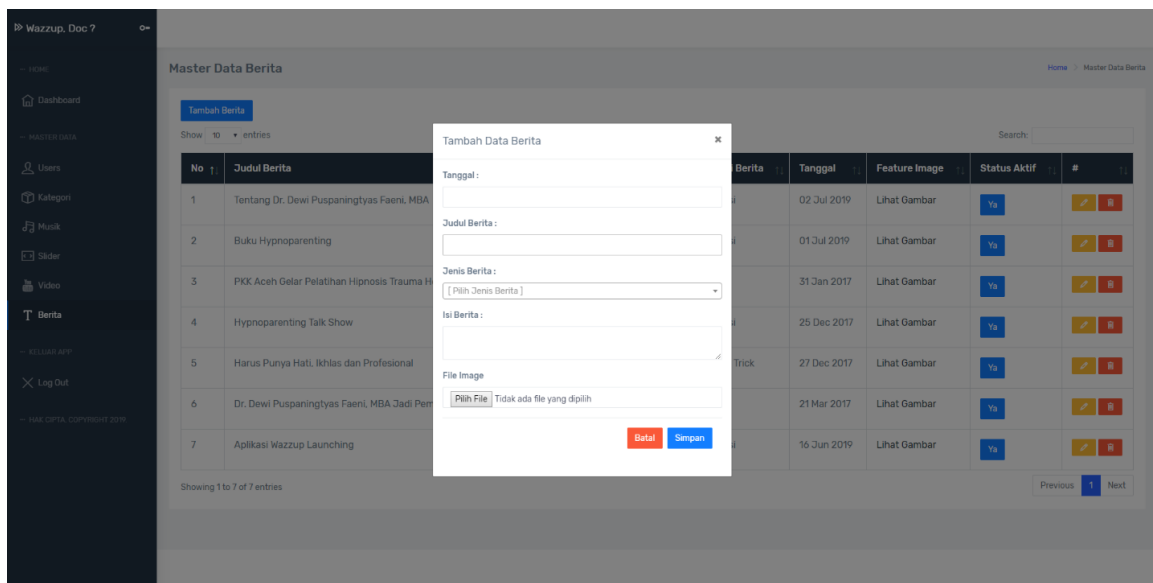 Wazzup, Doc ?
Master Data Berita
Home > Master Data Berita
-- HOME
Dashboard
-- MASTER DATA
Users
Kategori
Musik
Slider
Video
Berita
-- KELUAR APP
Log Out
-- HAK CIPTA, COPYRIGHT 2019
Tambah Berita
Show 10 entries
Search:
No Judul Berita Berita Tanggal Feature Image Status Aktif #
1 Tentang Dr. Dewi Puspaningtyas Faeni, MBA 02 Jul 2019 Lihat Gambar Ya
2 Buku Hypnoparenting 01 Jul 2019 Lihat Gambar Ya
3 PKK Aceh Gelar Pelatihan Hipnosis Trauma H 31 Jan 2017 Lihat Gambar Ya
4 Hypnoparenting Talk Show 25 Dec 2017 Lihat Gambar Ya
5 Harus Punya Hati, Ikhlas dan Profesional Trick 27 Dec 2017 Lihat Gambar Ya
6 Dr. Dewi Puspaningtyas Faeni, MBA Jadi Pem 21 Mar 2017 Lihat Gambar Ya
7 Aplikasi Wazzup Launching 16 Jun 2019 Lihat Gambar Ya
Showing 1 to 7 of 7 entries
Previous 1 Next
Tambah Data Berita
Tanggal :
Judul Berita :
Jenis Berita :
[ Pilih Jenis Berita ]
Isi Berita :
File Image
Pilih File Tidak ada file yang dipilih
Batal Simpan